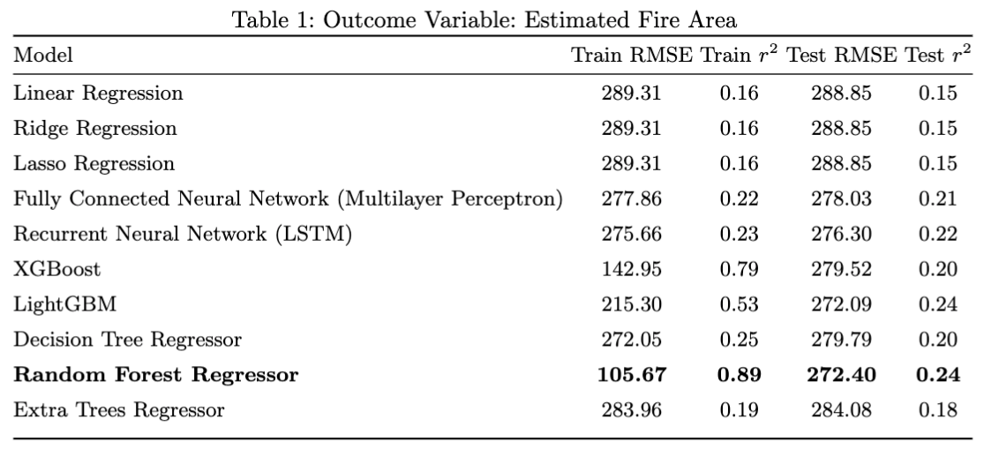 Table 1: Outcome Variable: Estimated Fire Area
Model Train RMSE Train r² Test RMSE Test r²
Linear Regression 289.31 0.16 288.85 0.15
Ridge Regression 289.31 0.16 288.85 0.15
Lasso Regression 289.31 0.16 288.85 0.15
Fully Connected Neural Network (Multilayer Perceptron) 277.86 0.22 278.03 0.21
Recurrent Neural Network (LSTM) 275.66 0.23 276.30 0.22
XGBoost 142.95 0.79 279.52 0.20
LightGBM 215.30 0.53 272.09 0.24
Decision Tree Regressor 272.05 0.25 279.79 0.20
Random Forest Regressor 105.67 0.89 272.40 0.24
Extra Trees Regressor 283.96 0.19 284.08 0.18